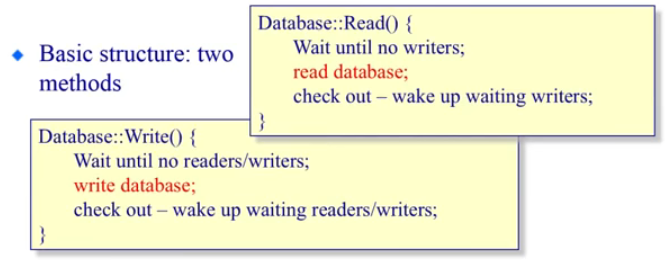 Basic structure: two
methods
Database::Read() {
Wait until no writers;
read database;
check out – wake up waiting writers;
}
Database::Write() {
Wait until no readers/writers;
write database;
check out – wake up waiting readers/writers;
}